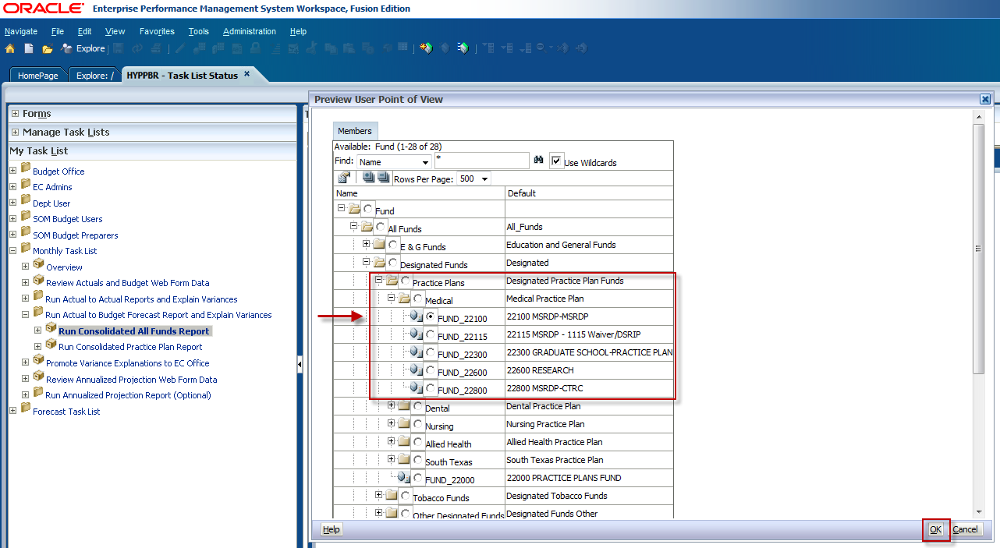 ORACLE® Enterprise Performance Management System Workspace, Fusion Edition
Navigate File Edit View Favorites Tools Administration Help
Explore
HomePage Explore: / HYPPBR - Task List Status
Forms
Manage Task Lists
My Task List
Budget Office
EC Admins
Dept User
SOM Budget Users
SOM Budget Preparers
Monthly Task List
Overview
Review Actuals and Budget Web Form Data
Run Actual to Actual Reports and Explain Variances
Run Actual to Budget Forecast Report and Explain Variances
Run Consolidated All Funds Report
Run Consolidated Practice Plan Report
Promote Variance Explanations to EC Office
Review Annualized Projection Web Form Data
Run Annualized Projection Report (Optional)
Forecast Task List
Preview User Point of View
Members
Available: Fund (1-28 of 28)
Find: Name * Use Wildcards
Rows Per Page: 500
Name Default
Fund
All Funds All_Funds
E & G Funds Education and General Funds
Designated Funds Designated
Practice Plans Designated Practice Plan Funds
Medical Medical Practice Plan
FUND_22100 22100 MSRDP-MSRDP
FUND_22115 22115 MSRDP - 1115 Waiver/DSRIP
FUND_22300 22300 GRADUATE SCHOOL-PRACTICE PLAN
FUND_22600 22600 RESEARCH
FUND_22800 22800 MSRDP-CTRC
Dental Dental Practice Plan
Nursing Nursing Practice Plan
Allied Health Allied Health Practice Plan
South Texas South Texas Practice Plan
FUND_22000 22000 PRACTICE PLANS FUND
Tobacco Funds Designated Tobacco Funds
Other Designated Funds Designated Funds Other
Help OK Cancel